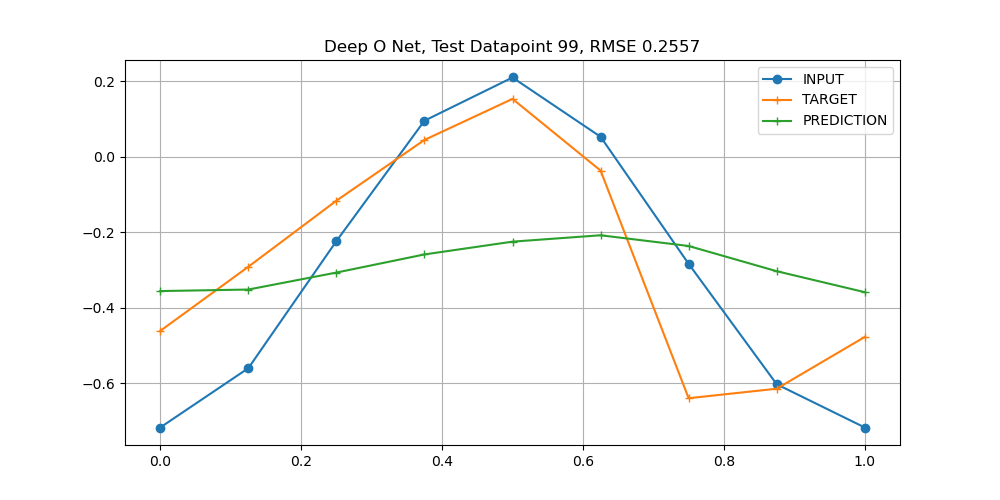 Deep O Net, Test Datapoint 99, RMSE 0.2557
INPUT
TARGET
PREDICTION
0.2
0.0
−0.2
−0.4
−0.6
0.0 0.2 0.4 0.6 0.8 1.0